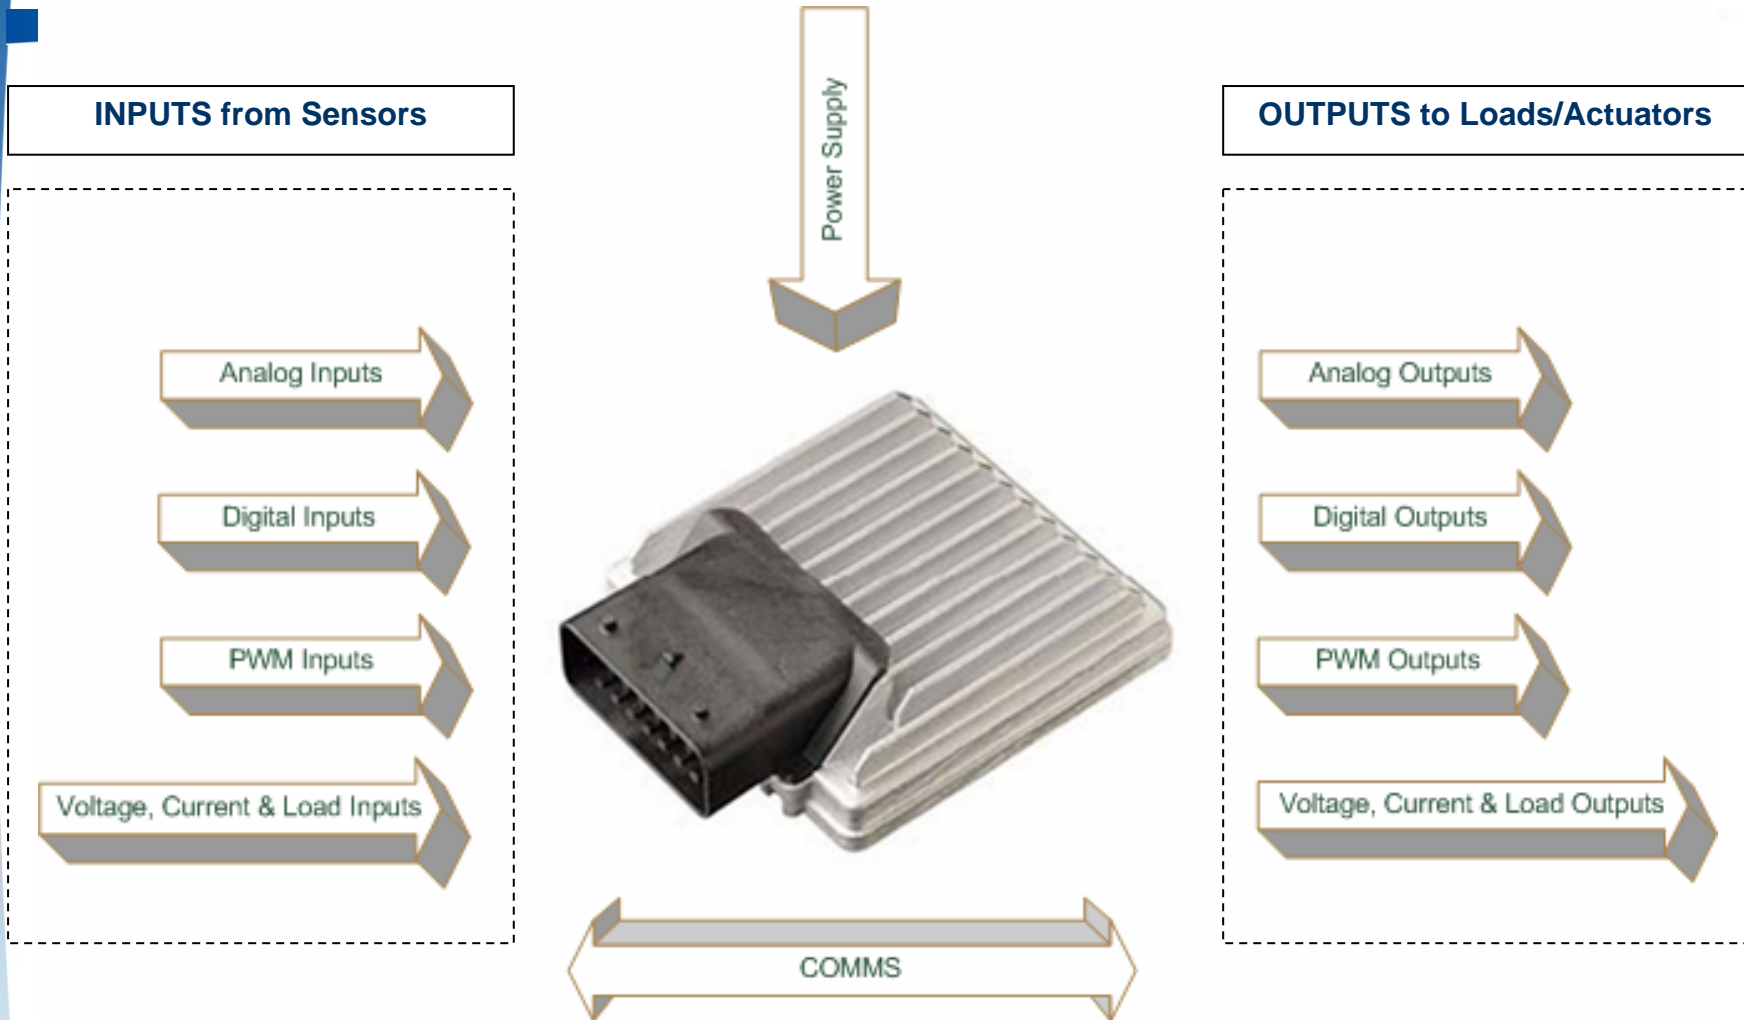 INPUTS from Sensors
Power Supply
OUTPUTS to Loads/Actuators
Analog Inputs
Digital Inputs
PWM Inputs
Voltage, Current & Load Inputs
Analog Outputs
Digital Outputs
PWM Outputs
Voltage, Current & Load Outputs
COMMS